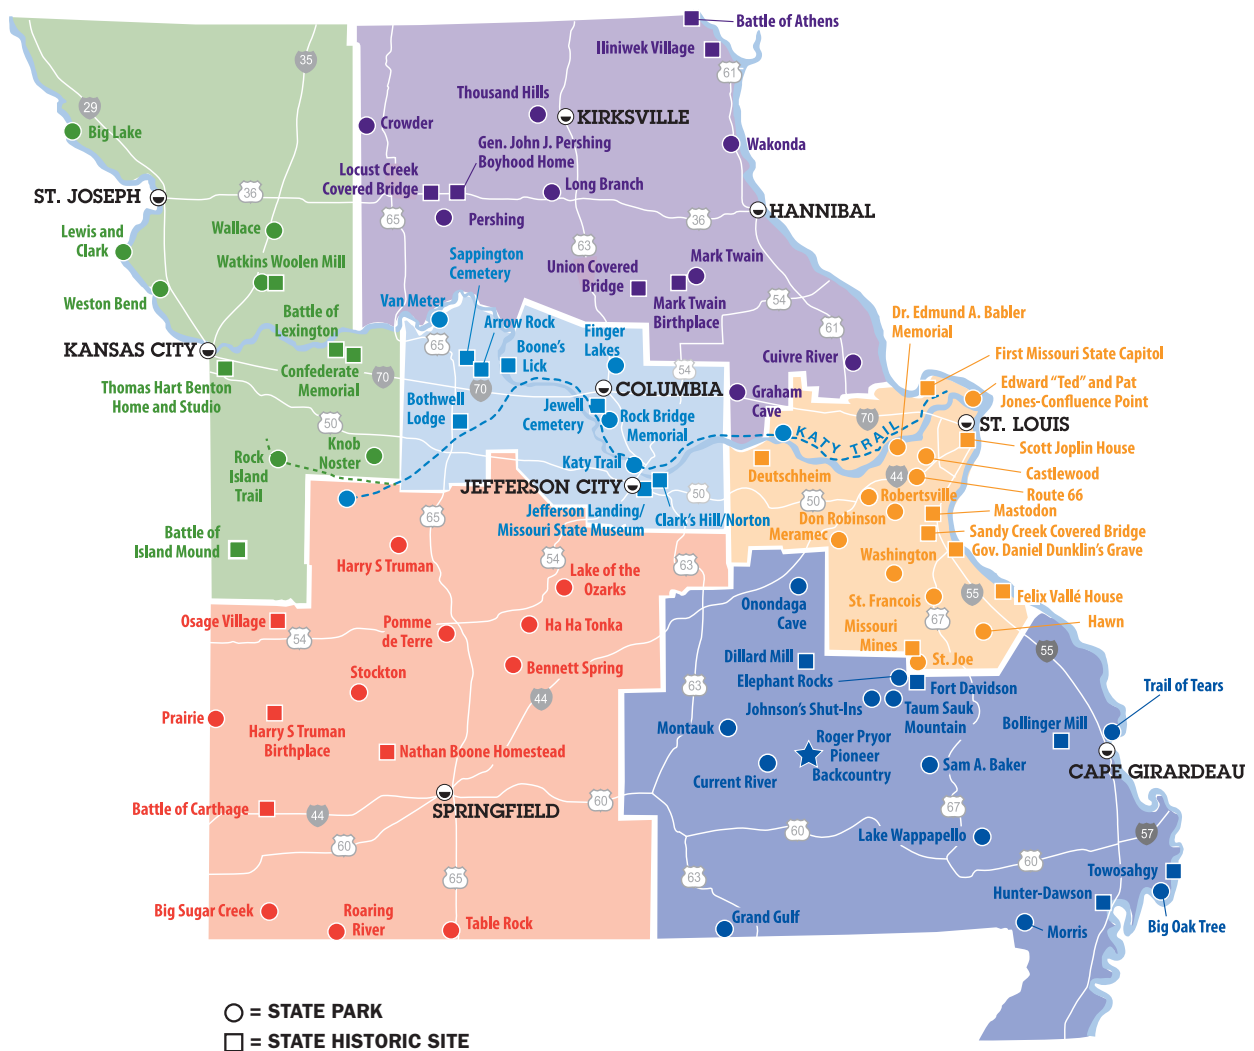 Battle of Athens
Iliniwek Village
35
61
29
Thousand Hills
KIRKSVILLE
Big Lake
Crowder
Gen. John J. Pershing
Boyhood Home
Wakonda
Locust Creek
Covered Bridge
Long Branch
36
ST. JOSEPH
HANNIBAL
65
Pershing
36
Wallace
Lewis and
Clark
63
Sappington
Cemetery
Mark Twain
Watkins Woolen Mill
Union Covered
Bridge
Weston Bend
Mark Twain
Birthplace
54
Van Meter
Battle of
Lexington
Arrow Rock
Finger
Lakes
61
Dr. Edmund A. Babler
Memorial
65
Boone's
Lick
KANSAS CITY
Cuivre River
First Missouri State Capitol
Confederate
Memorial
70
54
Thomas Hart Benton
Home and Studio
70
COLUMBIA
Graham
Cave
Edward "Ted" and Pat
Jones-Confluence Point
Bothwell
Lodge
Jewell
Cemetery
Rock Bridge
Memorial
70
50
KATY TRAIL
ST. LOUIS
Scott Joplin House
Knob
Noster
Rock
Island
Trail
Katy Trail
Deutschheim
44
Castlewood
JEFFERSON CITY
50
50
Robertsville
Route 66
Jefferson Landing/
Missouri State Museum
Clark's Hill/Norton
Don Robinson
Mastodon
65
Meramec
Sandy Creek Covered Bridge
Battle of
Island Mound
Gov. Daniel Dunklin's Grave
Harry S Truman
54
63
Washington
Lake of the
Ozarks
Onondaga
Cave
St. Francois
55
Felix Vallé House
Osage Village
Pomme
de Terre
Ha Ha Tonka
67
Hawn
54
Missouri
Mines
55
Dillard Mill
St. Joe
Stockton
Bennett Spring
Elephant Rocks
63
Fort Davidson
Trail of Tears
44
Johnson's Shut-Ins
Taum Sauk
Mountain
Prairie
Harry S Truman
Birthplace
Montauk
Bollinger Mill
Roger Pryor
Pioneer
Backcountry
Nathan Boone Homestead
Sam A. Baker
CAPE GIRARDEAU
Current River
Battle of Carthage
44
SPRINGFIELD
60
67
60
60
Lake Wappapello
57
60
65
63
Towosahgy
Hunter-Dawson
Big Sugar Creek
Roaring
River
Table Rock
Grand Gulf
Morris
Big Oak Tree
= STATE PARK
= STATE HISTORIC SITE